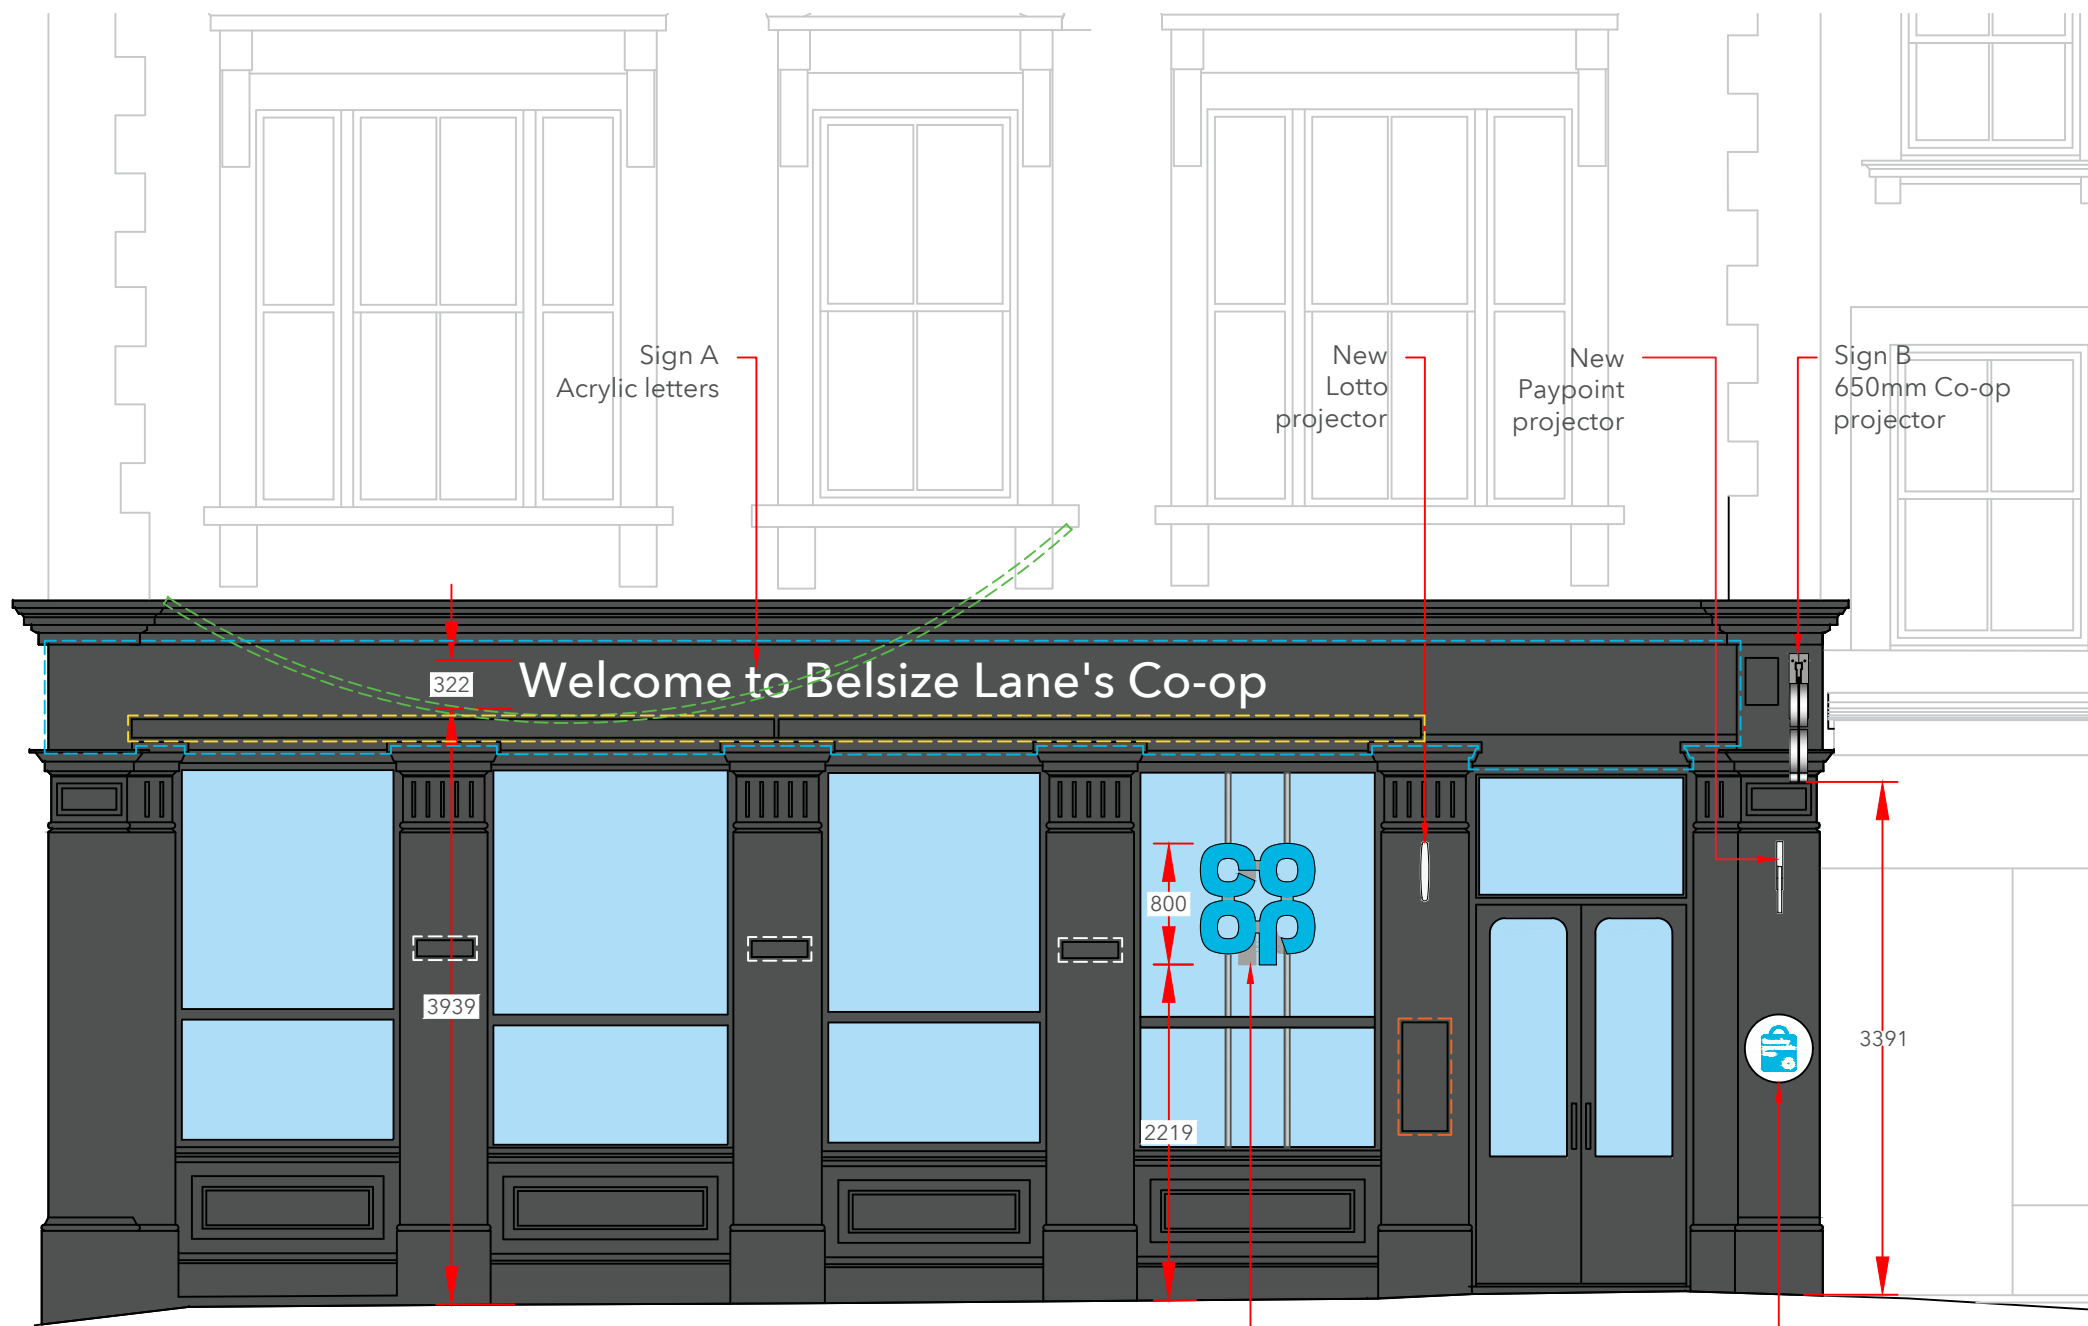 Sign A
Acrylic letters
New
Lotto
projector
New
Paypoint
projector
Sign B
650mm Co-op
projector
322
Welcome to Belsize Lane's Co-op
800
co
op
3939
2219
3391